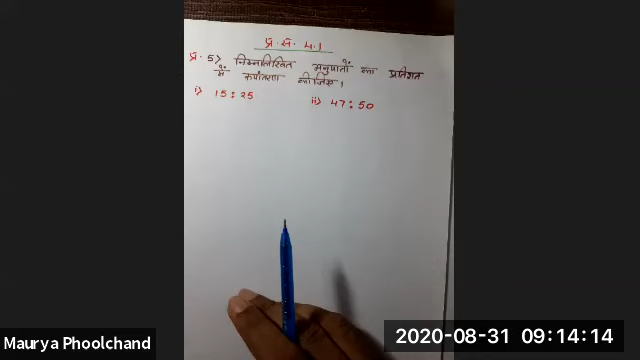 प्र. सं. 4.1
प्र. 5> निम्नलिखित अनुपातों का प्रतिशत
में रूपांतरण कीजिए।
i> 15 : 25 ii> 47 : 50
Maurya Phoolchand
2020-08-31 09:14:14